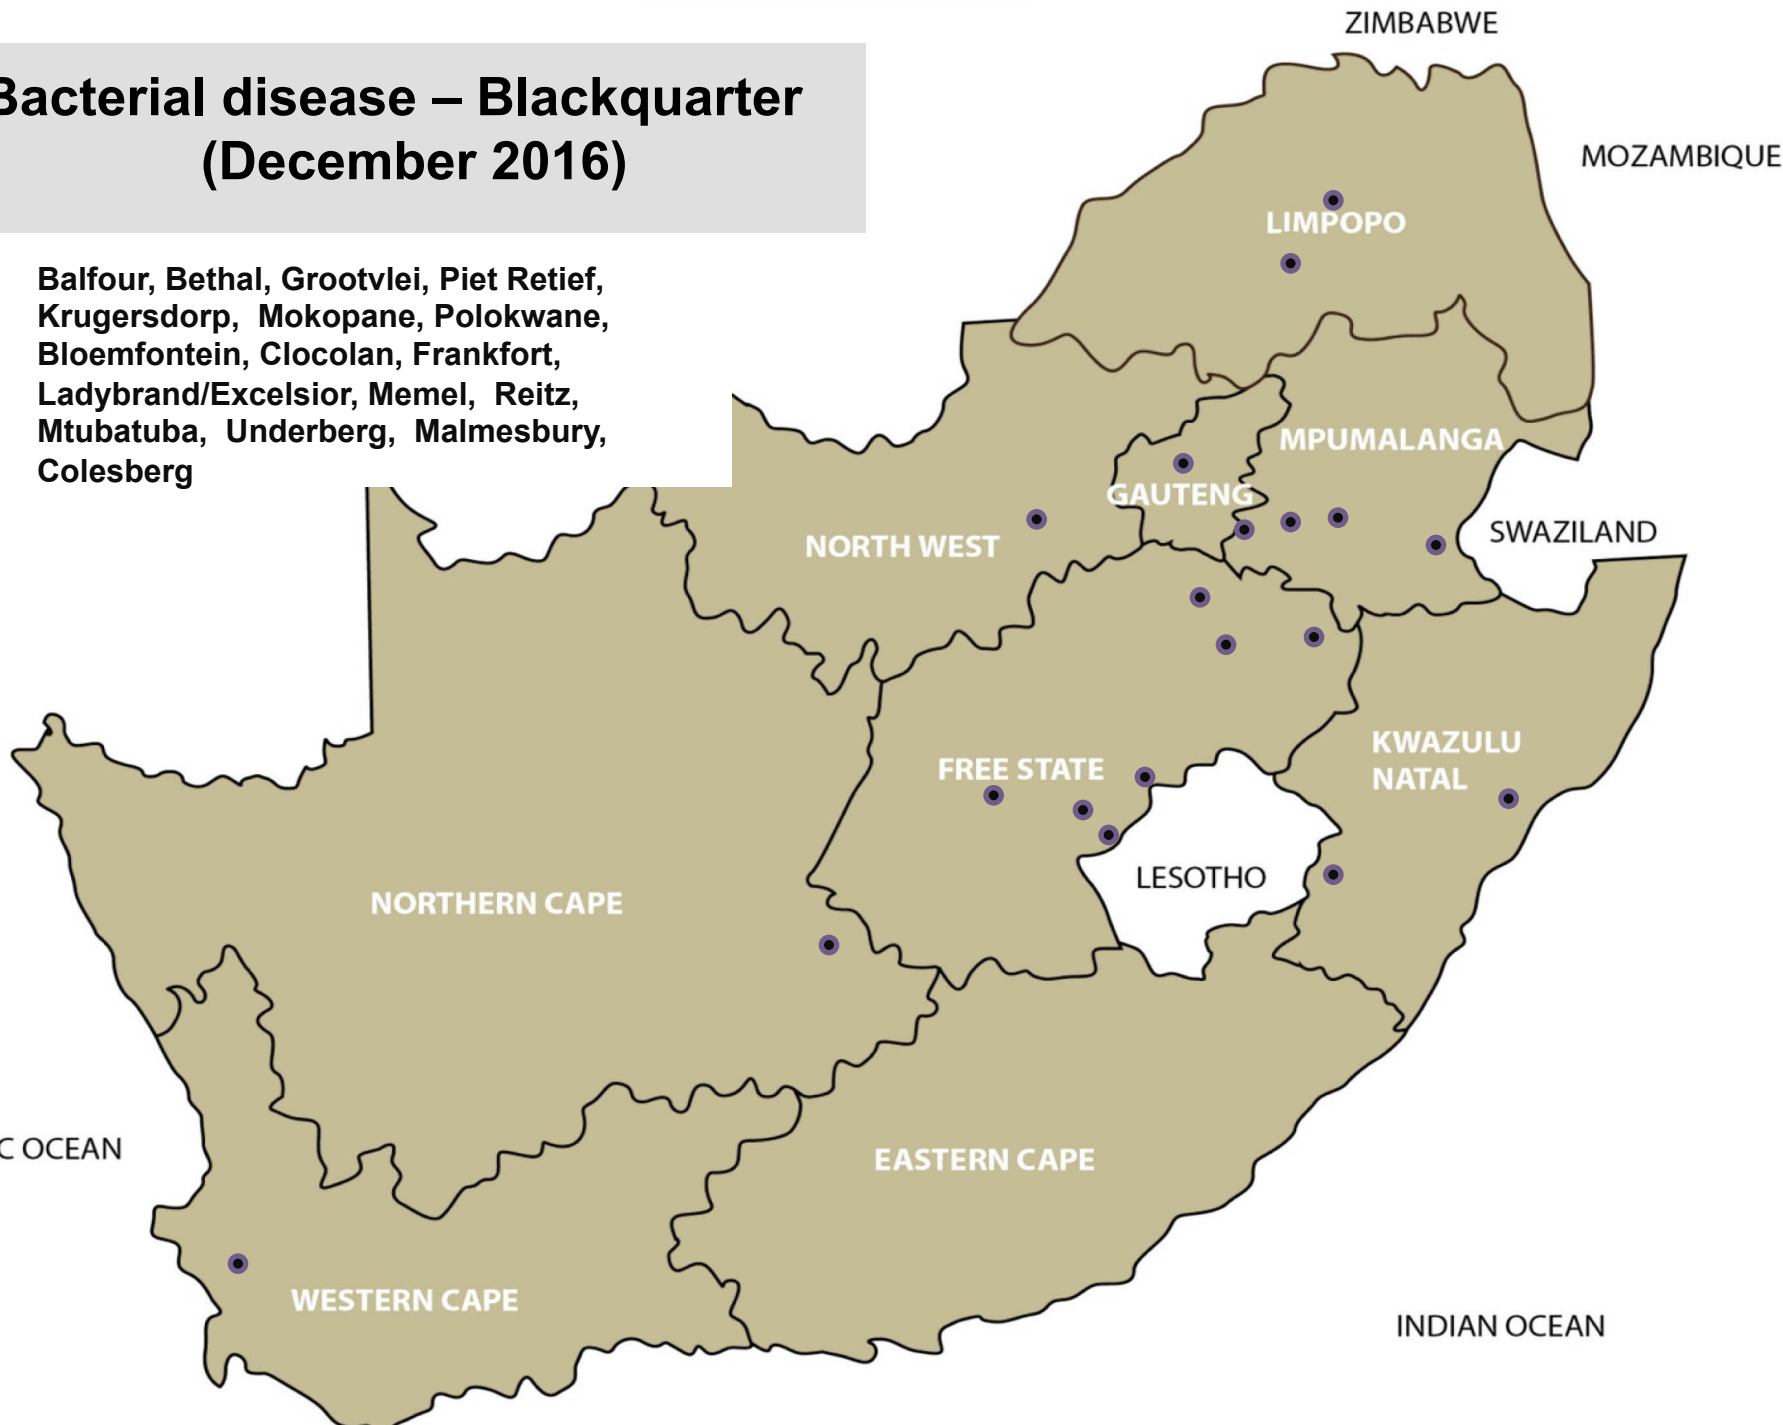 Bacterial disease – Blackquarter
(December 2016)
Balfour, Bethal, Grootvlei, Piet Retief,
Krugersdorp, Mokopane, Polokwane,
Bloemfontein, Clocolan, Frankfort,
Ladybrand/Excelsior, Memel, Reitz,
Mtubatuba, Underberg, Malmesbury,
Colesberg
ZIMBABWE
MOZAMBIQUE
LIMPOPO
MPUMALANGA
GAUTENG
SWAZILAND
NORTH WEST
KWAZULU
NATAL
FREE STATE
LESOTHO
NORTHERN CAPE
C OCEAN
EASTERN CAPE
WESTERN CAPE
INDIAN OCEAN